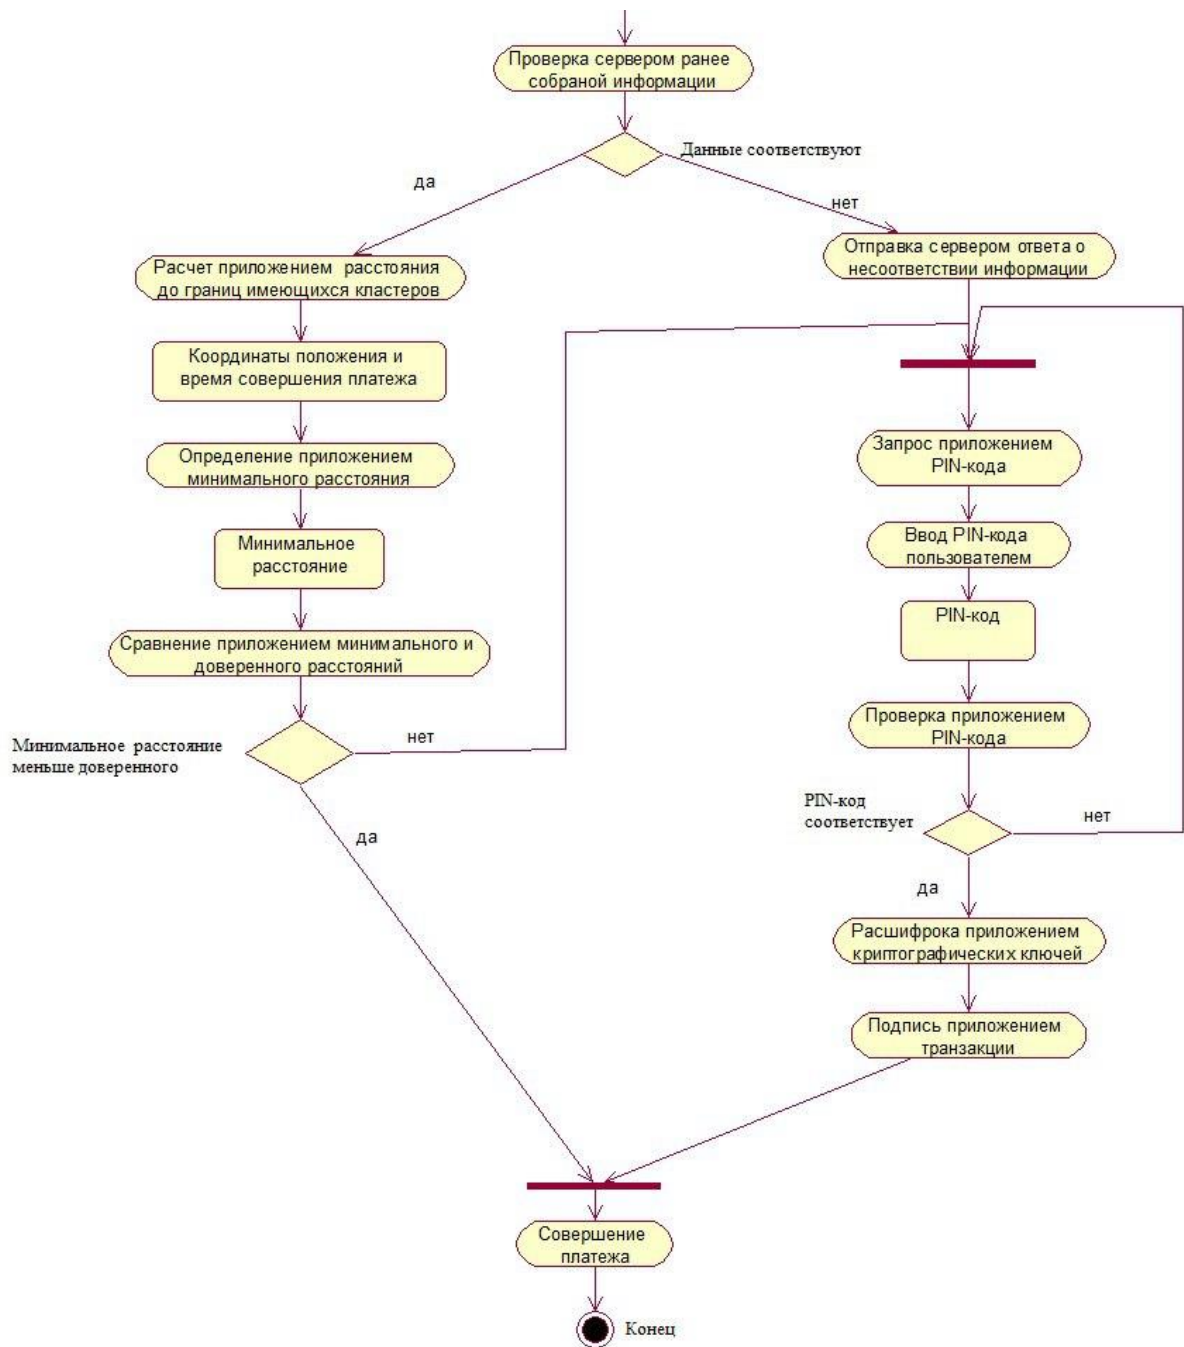 Проверка сервером ранее
собраной информации
Данные соответствуют
да
нет
Отправка сервером ответа о
несоответствии информации
Расчет приложением расстояния
до границ имеющихся кластеров
Координаты положения и
время совершения платежа
Определение приложением
минимального расстояния
Минимальное
расстояние
Сравнение приложением минимального и
доверенного расстояний
Минимальное расстояние
меньше доверенного
нет
да
Запрос приложением
PIN-кода
Ввод PIN-кода
пользователем
PIN-код
Проверка приложением
PIN-кода
PIN-код
соответствует
нет
да
Расшифрока приложением
криптографических ключей
Подпись приложением
транзакции
Совершение
платежа
Конец